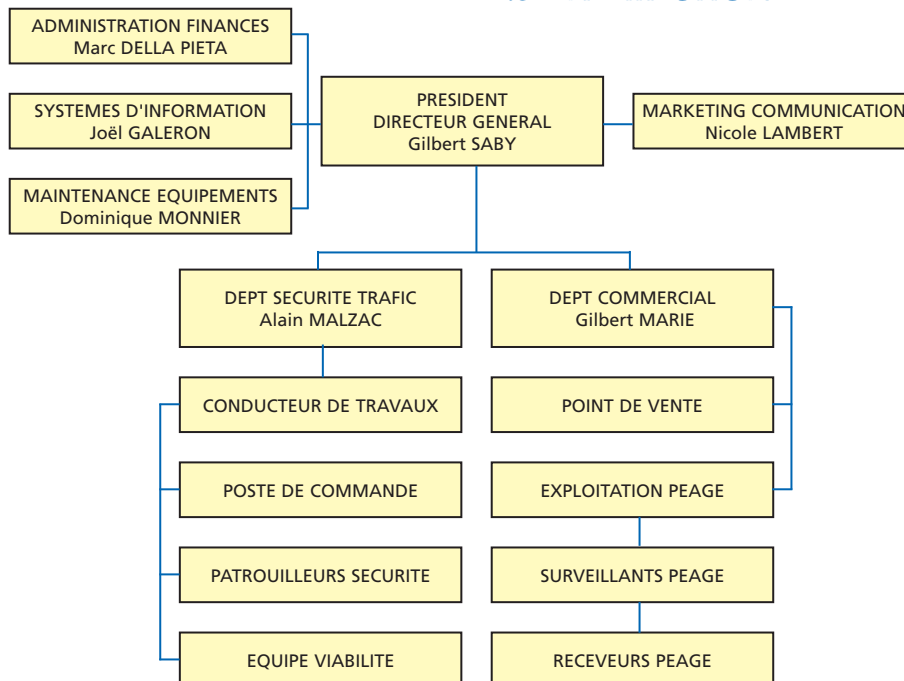 ADMINISTRATION FINANCES
Marc DELLA PIETA
SYSTEMES D'INFORMATION
Joël GALERON
MAINTENANCE EQUIPEMENTS
Dominique MONNIER
PRESIDENT
DIRECTEUR GENERAL
Gilbert SABY
MARKETING COMMUNICATION
Nicole LAMBERT
DEPT SECURITE TRAFIC
Alain MALZAC
DEPT COMMERCIAL
Gilbert MARIE
CONDUCTEUR DE TRAVAUX
POINT DE VENTE
POSTE DE COMMANDE
EXPLOITATION PEAGE
PATROUILLEURS SECURITE
SURVEILLANTS PEAGE
EQUIPE VIABILITE
RECEVEURS PEAGE